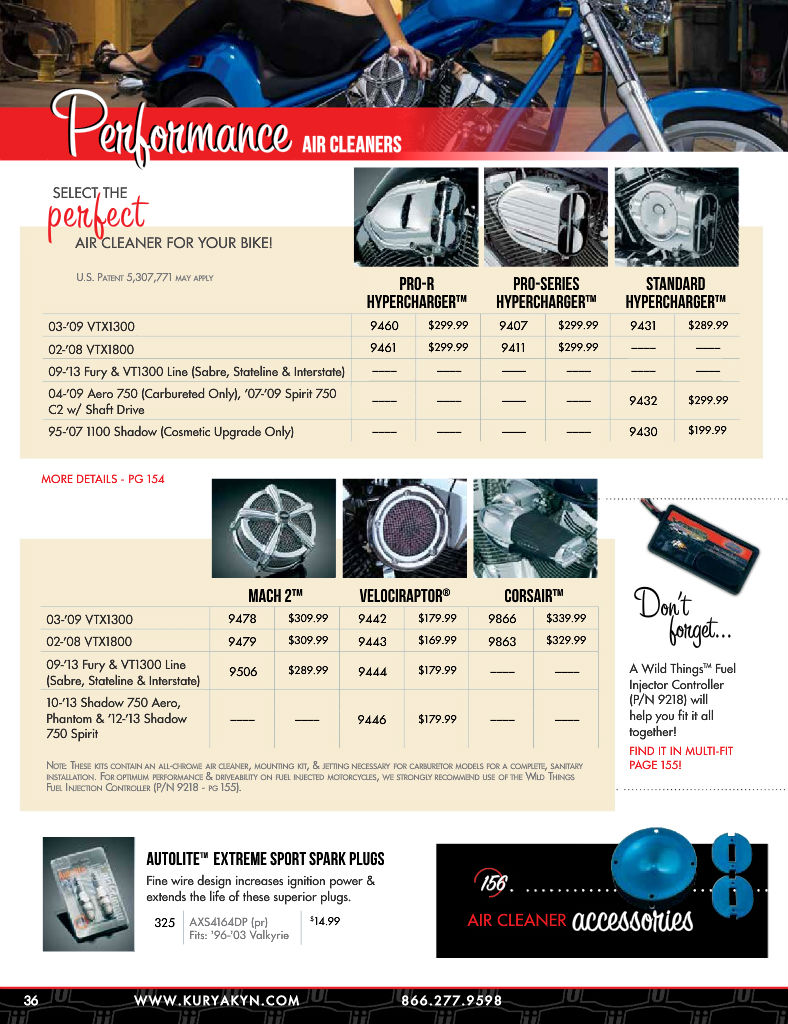 Performance AIR CLEANERS
SELECT THE
perfect
AIR CLEANER FOR YOUR BIKE!
U.S. PATENT 5,307,771 MAY APPLY
PRO-R HYPERCHARGER™ PRO-SERIES HYPERCHARGER™ STANDARD HYPERCHARGER™
03-'09 VTX1300 9460 $299.99 9407 $299.99 9431 $289.99
02-'08 VTX1800 9461 $299.99 9411 $299.99 —— ——
09-'13 Fury & VT1300 Line (Sabre, Stateline & Interstate) —— —— —— —— —— ——
04-'09 Aero 750 (Carbureted Only), '07-'09 Spirit 750
C2 w/ Shaft Drive —— —— —— —— 9432 $299.99
95-'07 1100 Shadow (Cosmetic Upgrade Only) —— —— —— —— 9430 $199.99
MORE DETAILS - PG 154
MACH 2™ VELOCIRAPTOR® CORSAIR™
03-'09 VTX1300 9478 $309.99 9442 $179.99 9866 $339.99
02-'08 VTX1800 9479 $309.99 9443 $169.99 9863 $329.99
09-'13 Fury & VT1300 Line
(Sabre, Stateline & Interstate) 9506 $289.99 9444 $179.99 —— ——
10-'13 Shadow 750 Aero,
Phantom & '12-'13 Shadow
750 Spirit —— —— 9446 $179.99 —— ——
NOTE: THESE KITS CONTAIN AN ALL-CHROME AIR CLEANER, MOUNTING KIT, & JETTING NECESSARY FOR CARBURETOR MODELS FOR A COMPLETE, SANITARY
INSTALLATION. FOR OPTIMUM PERFORMANCE & DRIVEABILITY ON FUEL INJECTED MOTORCYCLES, WE STRONGLY RECOMMEND USE OF THE WILD THINGS
FUEL INJECTION CONTROLLER (P/N 9218 - PG 155).
Don't
forget...
A Wild Things™ Fuel
Injector Controller
(P/N 9218) will
help you fit it all
together!
FIND IT IN MULTI-FIT
PAGE 155!
AUTOLITE™ EXTREME SPORT SPARK PLUGS
Fine wire design increases ignition power &
extends the life of these superior plugs.
325 AXS4164DP (pr) $14.99
Fits: '96-'03 Valkyrie
156
AIR CLEANER accessories
36 WWW.KURYAKYN.COM 866.277.9598